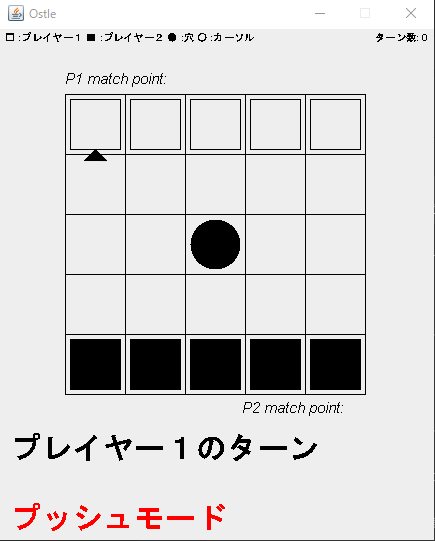 Ostle
□:プレイヤー1 ■:プレイヤー2 ●:穴 ○:カーソル ターン数: 0
P1 match point:
P2 match point:
プレイヤー1のターン
プッシュモード